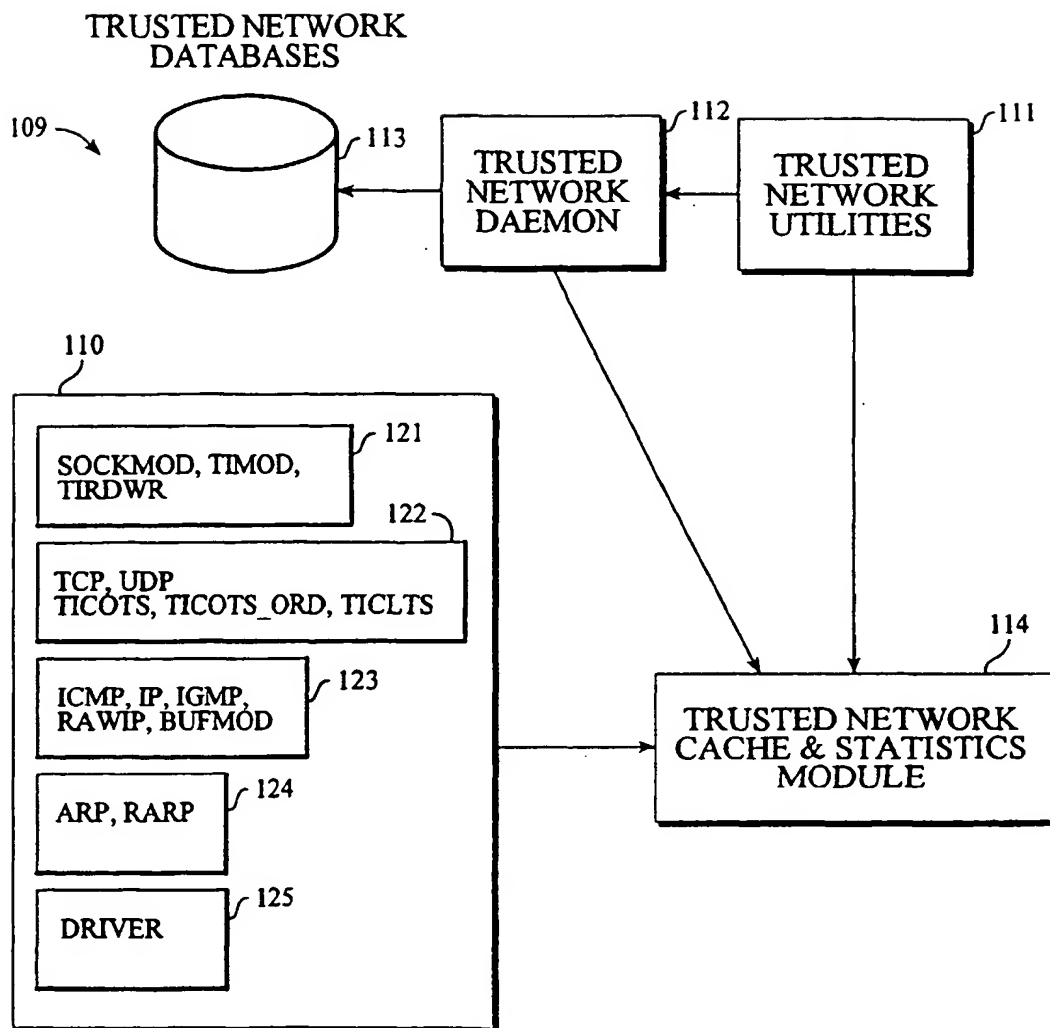 TRUSTED NETWORK
DATABASES
109
113
112
TRUSTED
NETWORK
DAEMON
111
TRUSTED
NETWORK
UTILITIES
110
121
SOCKMOD, TIMOD,
TIRDWR
122
TCP, UDP
TICOTS, TICOTS_ORD, TICLTS
123
ICMP, IP, IGMP,
RAWIP, BUFMOD
124
ARP, RARP
125
DRIVER
114
TRUSTED NETWORK
CACHE & STATISTICS
MODULE